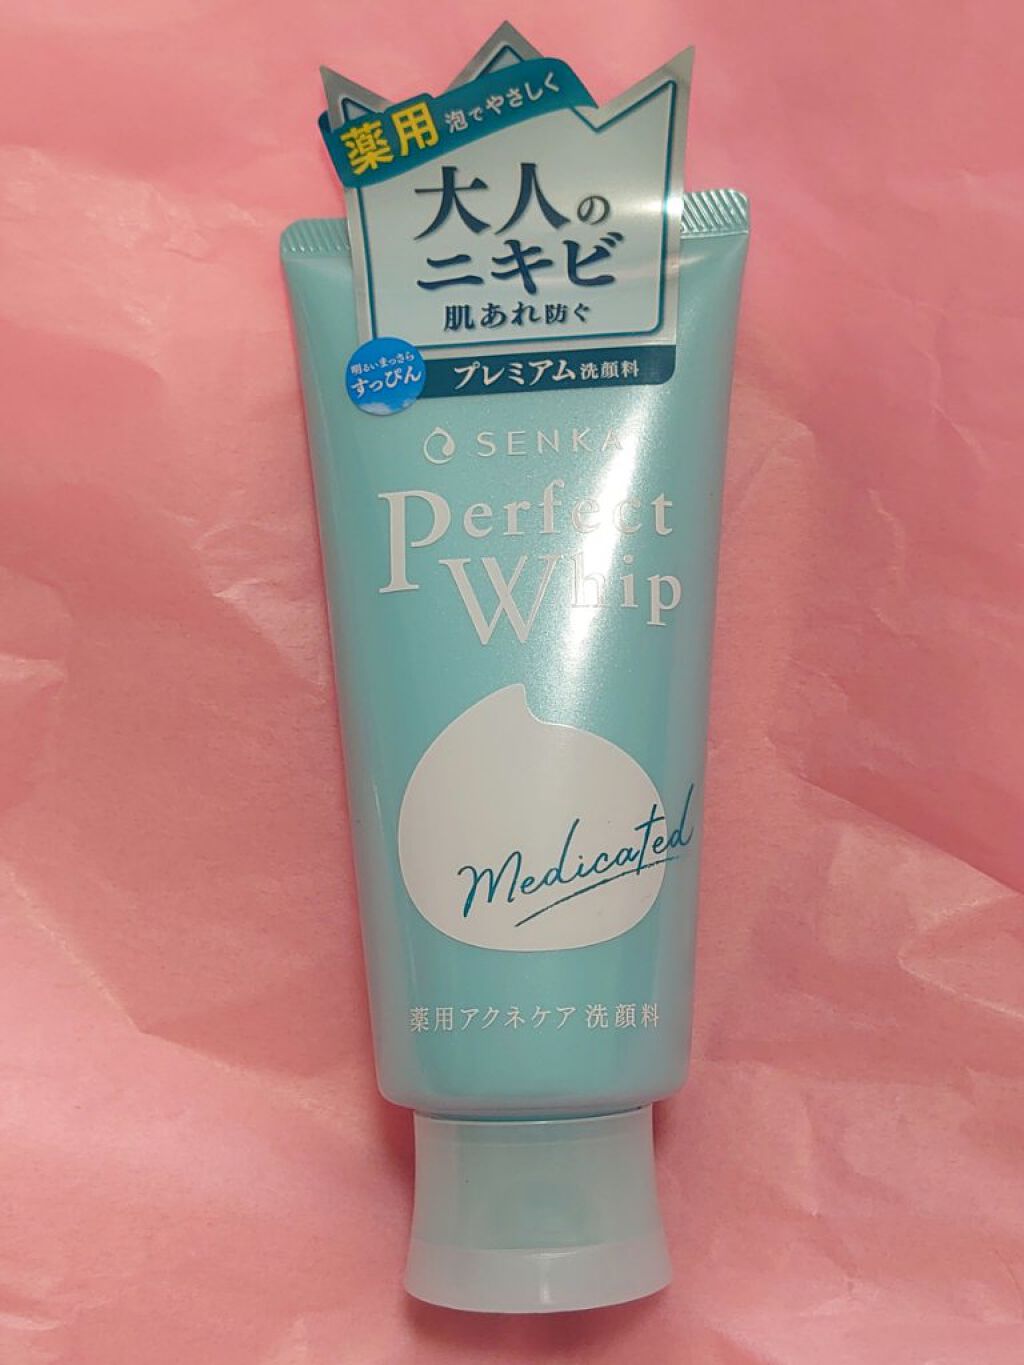 薬用 泡でやさしく
大人の
ニキビ
肌あれ防ぐ
明るいまっさら
すっぴん
プレミアム洗顔料
SENKA
Perfect
Whip
Medicated
薬用アクネケア 洗顔料